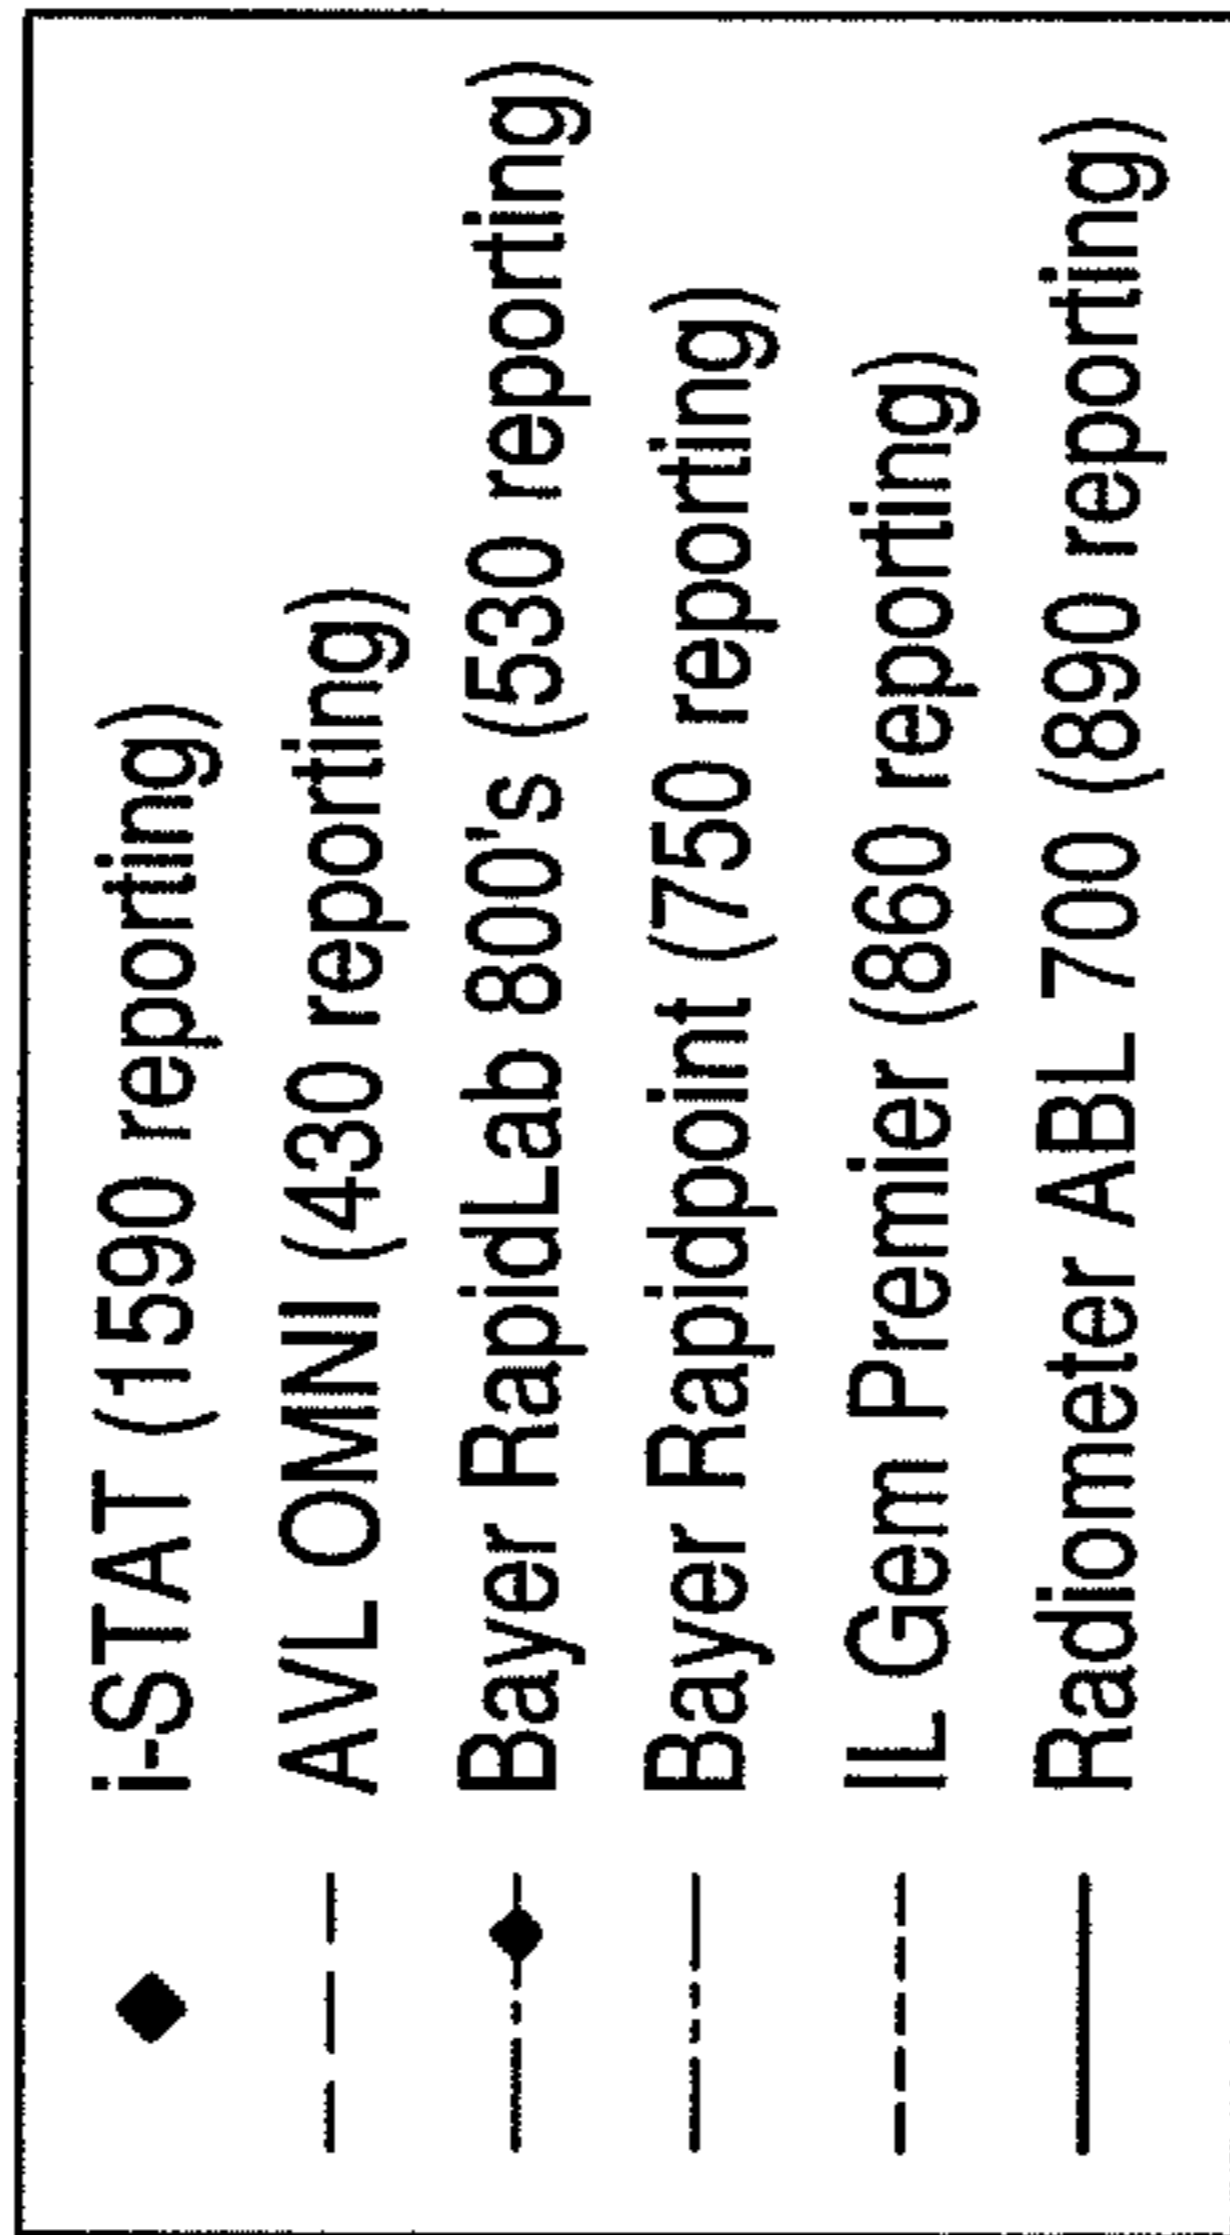 i-STAT (1590 reporting)
AVL OMNI (430 reporting)
Bayer RapidLab 800's (530 reporting)
Bayer Rapidpoint (750 reporting)
IL Gem Premier (860 reporting)
Radiometer ABL 700 (890 reporting)